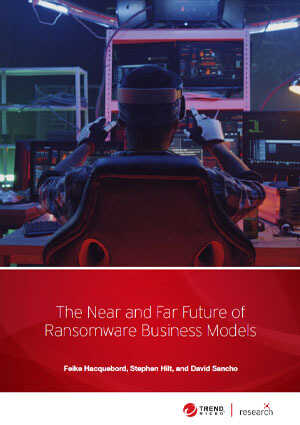 The Near and Far Future of
Ransomware Business Models
Feike Hacquebord, Stephen Hilt, and David Sancho
TREND MICRO
research